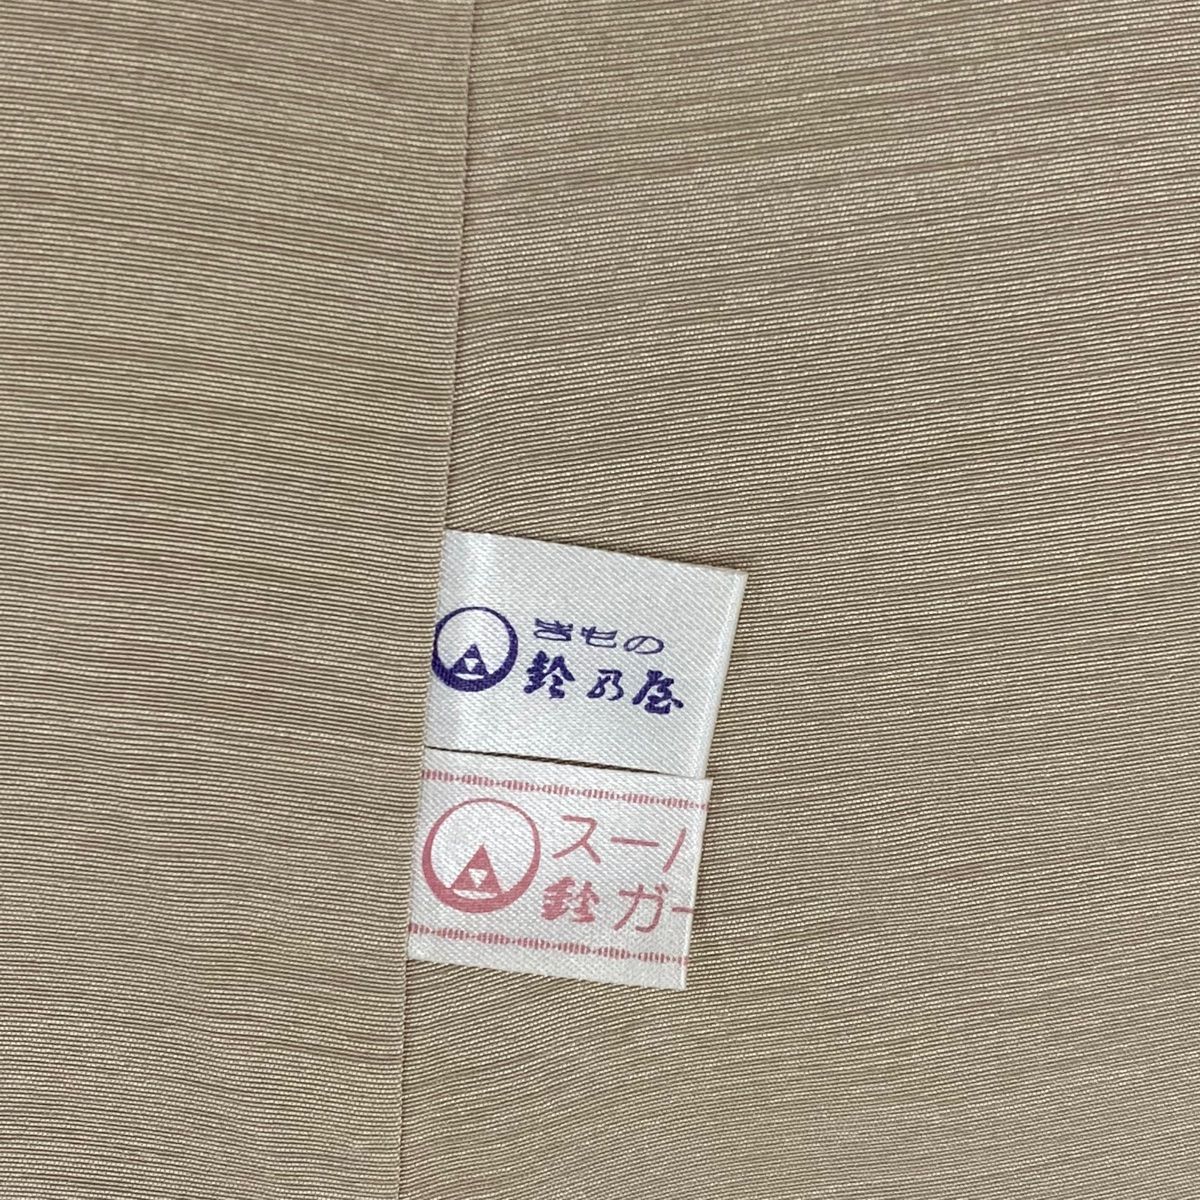 きもの
鈴乃屋
スーパ
鈴ガー